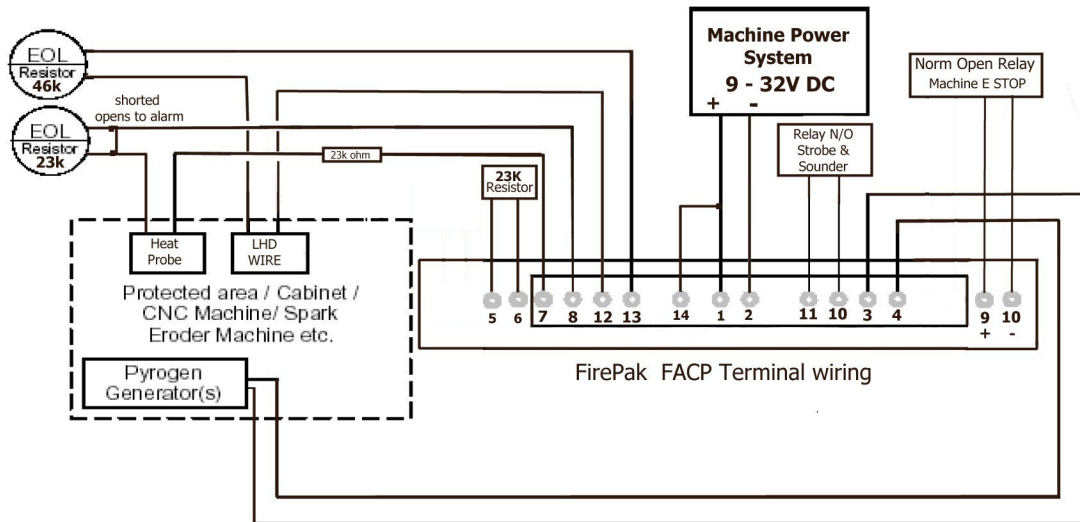 EOL
Resistor
46k
shorted
opens to alarm
EOL
Resistor
23k
23k ohm
23K
Resistor
Machine Power
System
9 - 32V DC
+ -
Relay N/O
Strobe &
Sounder
Norm Open Relay
Machine E STOP
Heat
Probe
LHD
WIRE
Protected area / Cabinet /
CNC Machine/ Spark
Eroder Machine etc.
Pyrogen
Generator(s)
5 6 7 8 12 13 14 1 2 11 10 3 4 9 10
+ -
FirePak FACP Terminal wiring